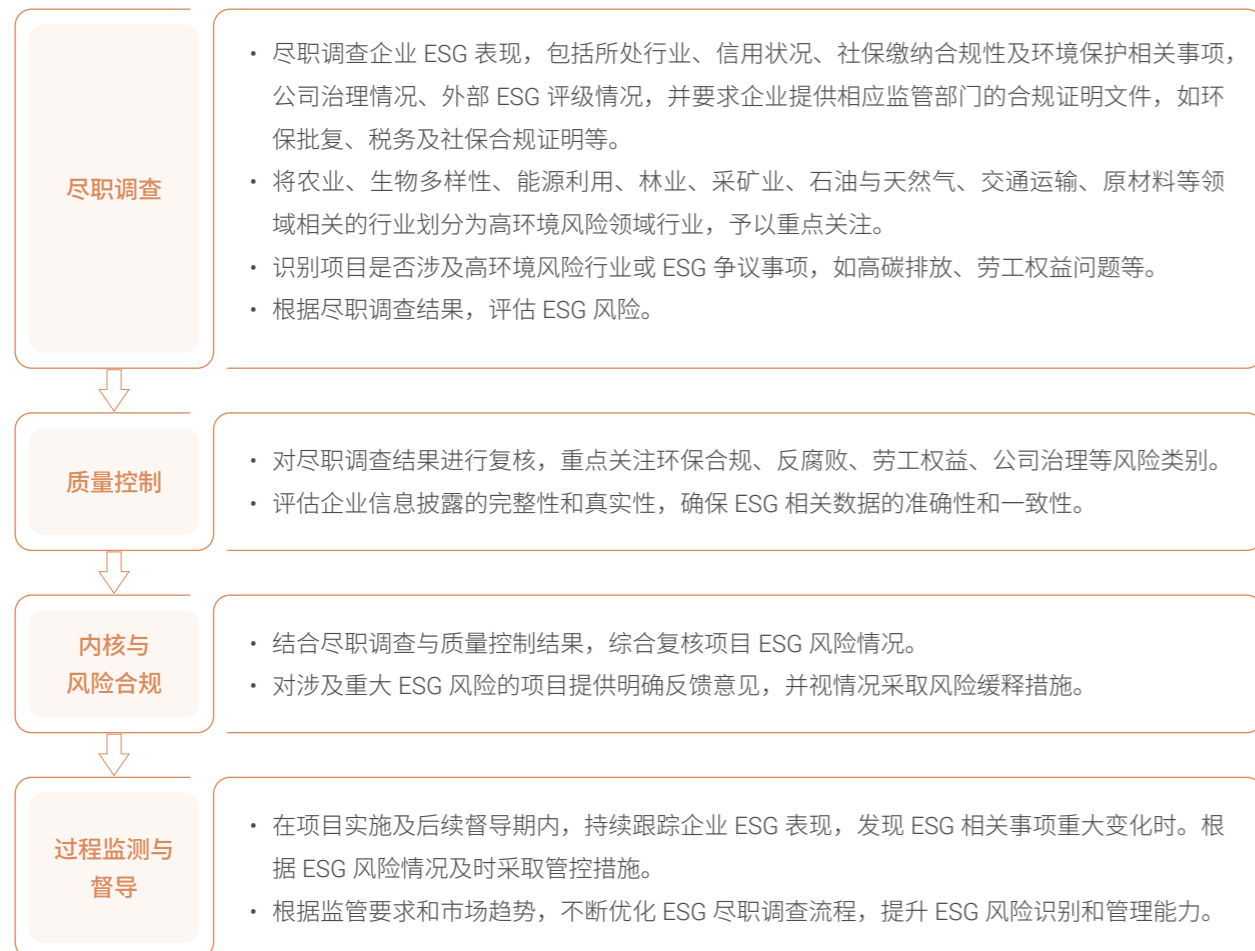 尽职调查
• 尽职调查企业 ESG 表现，包括所处行业、信用状况、社保缴纳合规性及环境保护相关事项，
公司治理情况、外部 ESG 评级情况，并要求企业提供相应监管部门的合规证明文件，如环
保批复、税务及社保合规证明等。
• 将农业、生物多样性、能源利用、林业、采矿业、石油与天然气、交通运输、原材料等领
域相关的行业划分为高环境风险领域行业，予以重点关注。
• 识别项目是否涉及高环境风险行业或 ESG 争议事项，如高碳排放、劳工权益问题等。
• 根据尽职调查结果，评估 ESG 风险。
质量控制
• 对尽职调查结果进行复核，重点关注环保合规、反腐败、劳工权益、公司治理等风险类别。
• 评估企业信息披露的完整性和真实性，确保 ESG 相关数据的准确性和一致性。
内核与
风险合规
• 结合尽职调查与质量控制结果，综合复核项目 ESG 风险情况。
• 对涉及重大 ESG 风险的项目提供明确反馈意见，并视情况采取风险缓释措施。
过程监测与
督导
• 在项目实施及后续督导期内，持续跟踪企业 ESG 表现，发现 ESG 相关事项重大变化时。根
据 ESG 风险情况及时采取管控措施。
• 根据监管要求和市场趋势，不断优化 ESG 尽职调查流程，提升 ESG 风险识别和管理能力。